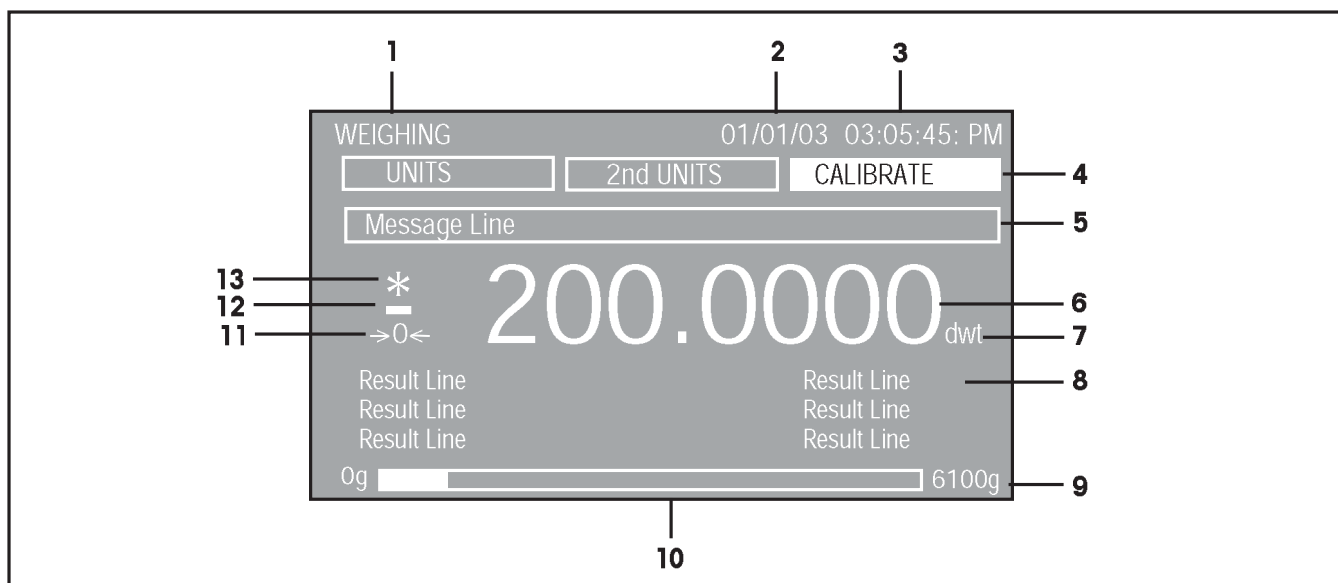 1 2 3
WEIGHING 01/01/03 03:05:45: PM
UNITS 2nd UNITS CALIBRATE 4
Message Line 5
13 *
12 -
200.0000 6
11 →0← dwt 7
Result Line Result Line 8
Result Line Result Line
Result Line Result Line
0g 6100g 9
10